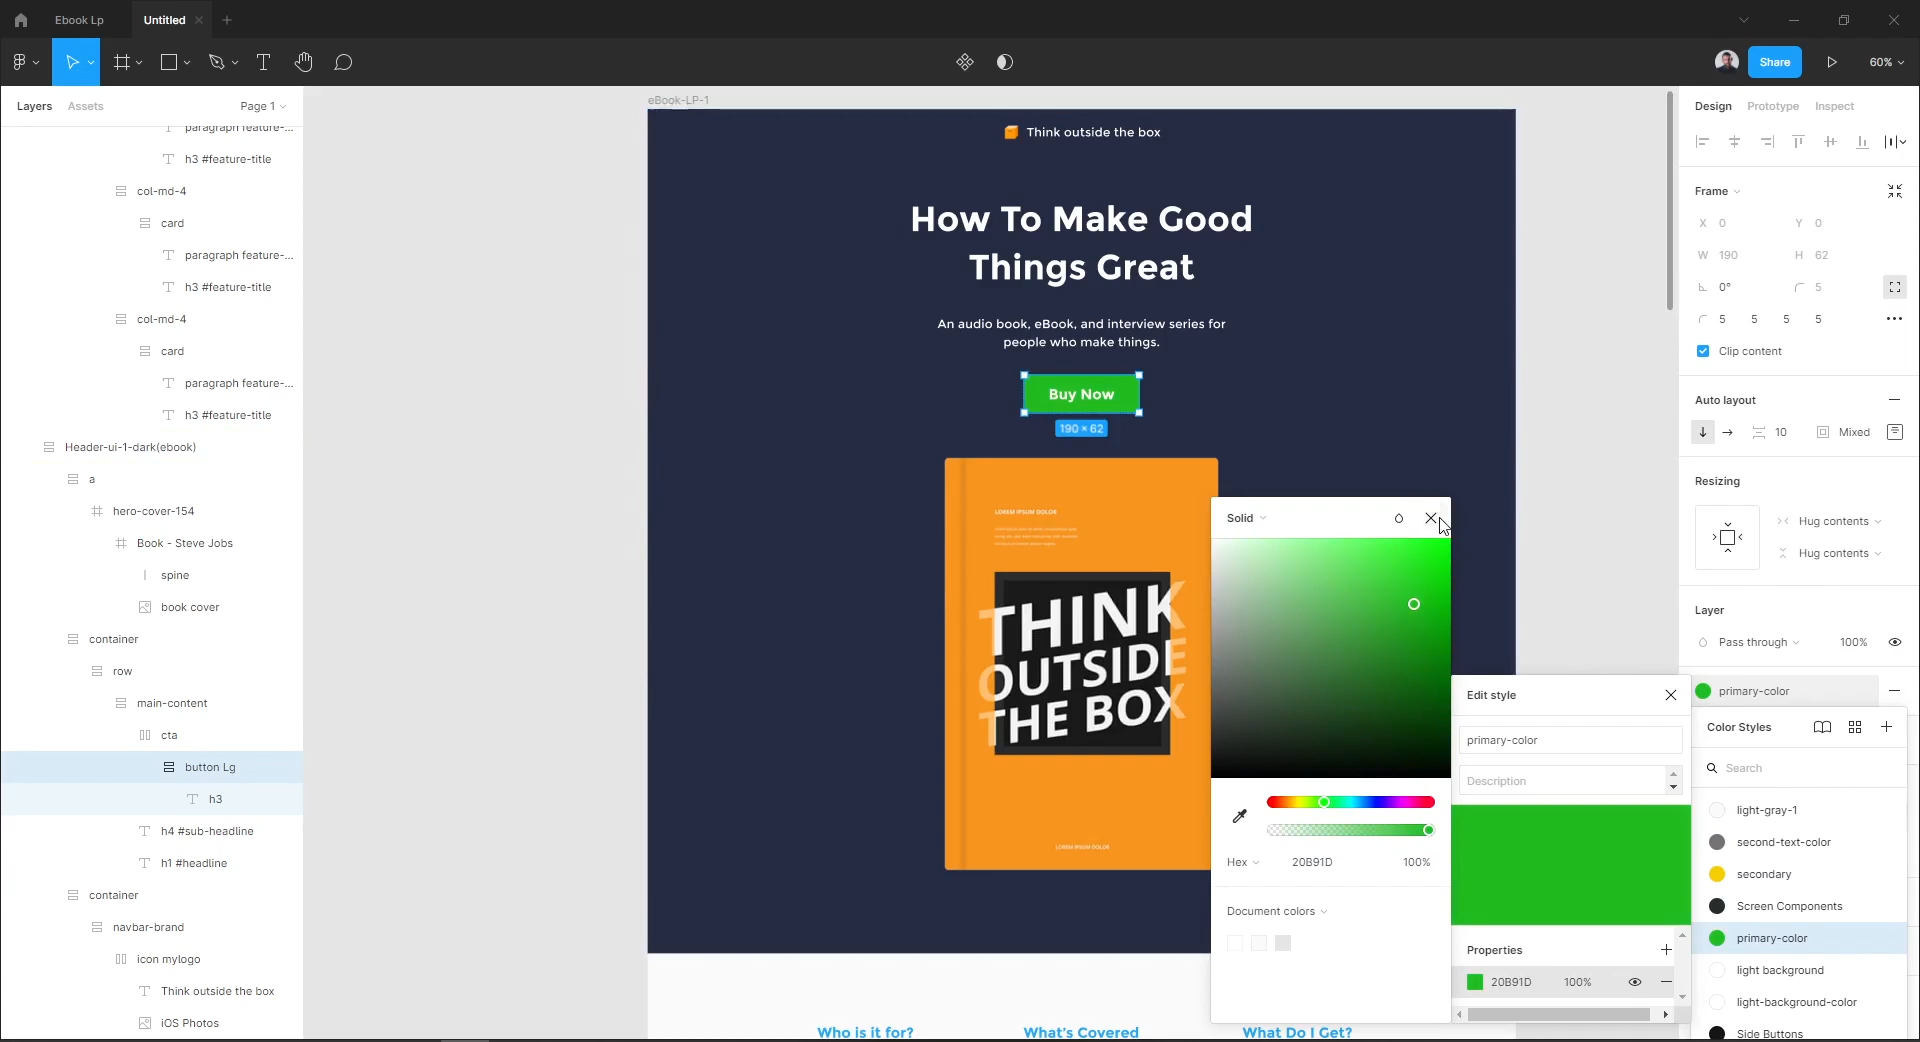 Ebook Lp
Untitled
Share
60%
Layers
Assets
Page 1
paragraph feature-...
h3 #feature-title
col-md-4
card
paragraph feature-...
h3 #feature-title
col-md-4
card
paragraph feature-...
h3 #feature-title
Header-ui-1-dark(ebook)
a
hero-cover-154
Book - Steve Jobs
spine
book cover
container
row
main-content
cta
button Lg
h3
h4 #sub-headline
h1 #headline
container
navbar-brand
icon mylogo
Think outside the box
iOS Photos
eBook-LP-1
Think outside the box
How To Make Good
Things Great
An audio book, eBook, and interview series for
people who make things.
Buy Now
190 × 62
LOREM IPSUM DOLOR
THINK
OUTSIDE
THE BOX
LOREM IPSUM DOLOR
Who is it for?
What's Covered
What Do I Get?
Solid
Hex
20B91D
100%
Document colors
Edit style
primary-color
Description
Properties
20B91D
100%
Design
Prototype
Inspect
Frame
X 0
Y 0
W 190
H 62
0°
5
5
5
5
5
Clip content
Auto layout
10
Mixed
Resizing
Hug contents
Hug contents
Layer
Pass through
100%
primary-color
Color Styles
Search
light-gray-1
second-text-color
secondary
Screen Components
primary-color
light background
light-background-color
Side Buttons